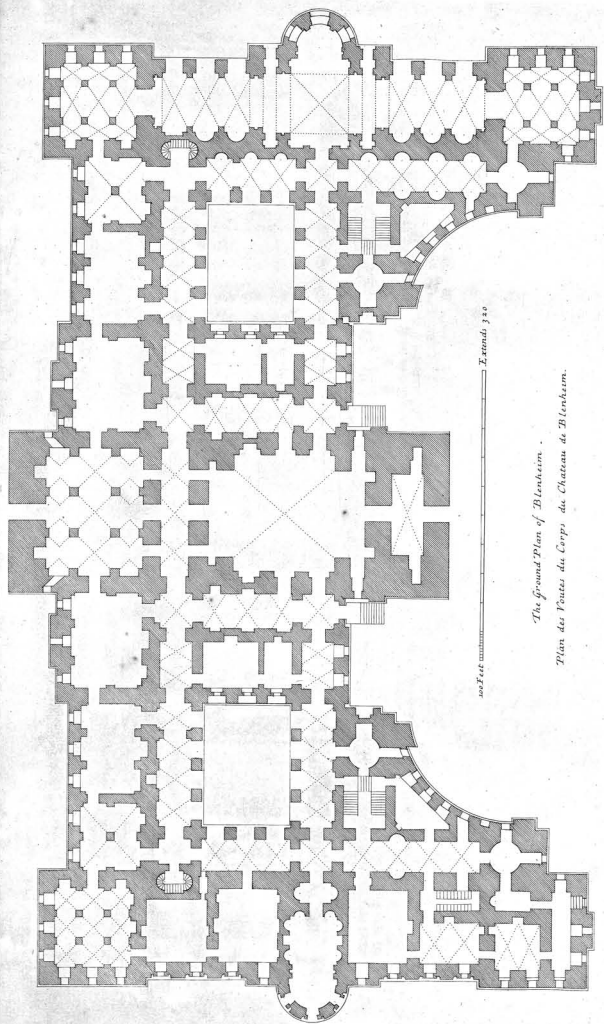 100 Feet
Extends 320
The Ground Plan of Blenheim.
Plan des Voutes du Corps du Chateau de Blenheim.